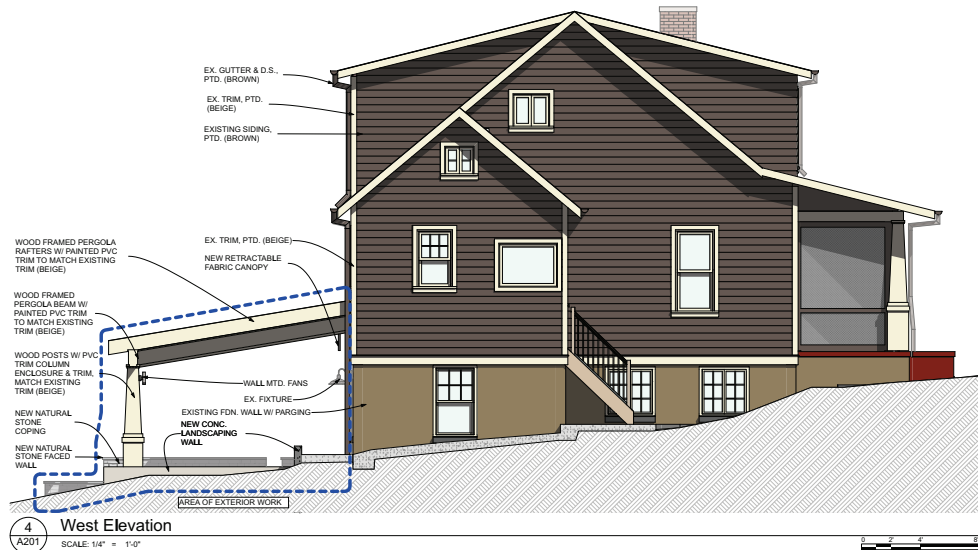 EX. GUTTER & D.S.,
PTD. (BROWN)
EX. TRIM, PTD.
(BEIGE)
EXISTING SIDING,
PTD. (BROWN)
WOOD FRAMED PERGOLA
RAFTERS W/ PAINTED PVC
TRIM TO MATCH EXISTING
TRIM (BEIGE)
EX. TRIM, PTD. (BEIGE)
NEW RETRACTABLE
FABRIC CANOPY
WOOD FRAMED
PERGOLA BEAM W/
PAINTED PVC TRIM
TO MATCH EXISTING
TRIM (BEIGE)
WOOD POSTS W/ PVC
TRIM COLUMN
ENCLOSURE & TRIM,
MATCH EXISTING
TRIM (BEIGE)
WALL MTD. FANS
EX. FIXTURE
EXISTING FDN. WALL W/ PARGING
NEW CONC.
LANDSCAPING
WALL
NEW NATURAL
STONE
COPING
NEW NATURAL
STONE FACED
WALL
AREA OF EXTERIOR WORK
4
A201
West Elevation
SCALE: 1/4" = 1'-0"
0 2' 4' 8'